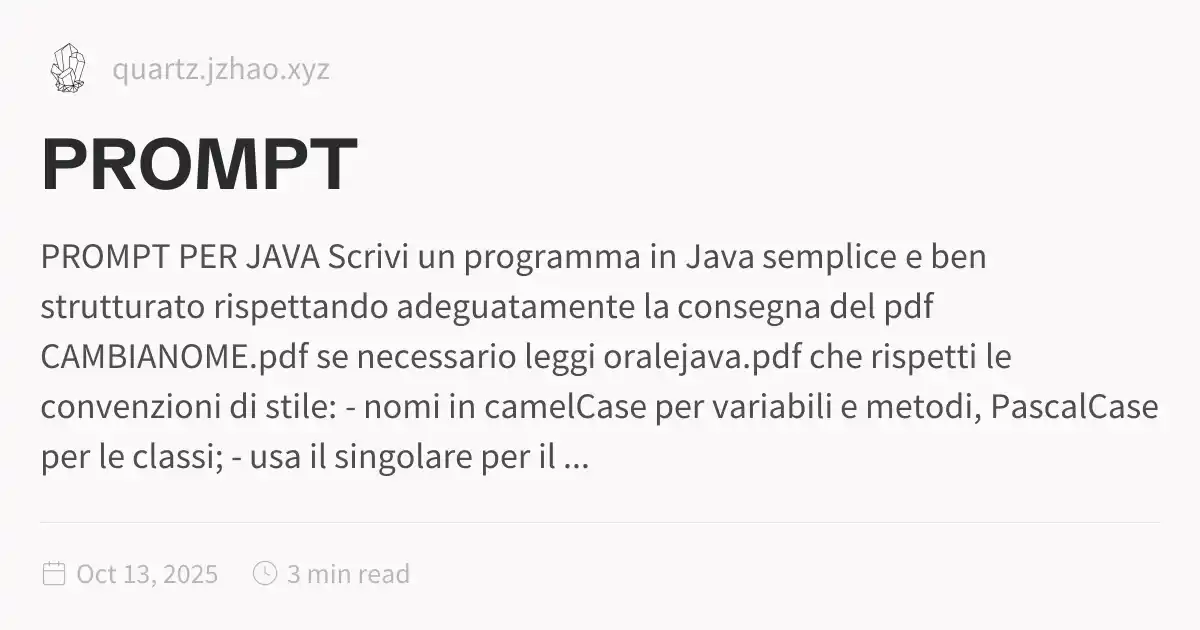 quartz.jzhao.xyz
PROMPT
PROMPT PER JAVA Scrivi un programma in Java semplice e ben
strutturato rispettando adeguatamente la consegna del pdf
CAMBIANOME.pdf se necessario leggi oralejava.pdf che rispetti le
convenzioni di stile: - nomi in camelCase per variabili e metodi, PascalCase
per le classi; - usa il singolare per il ...
Oct 13, 2025 3 min read